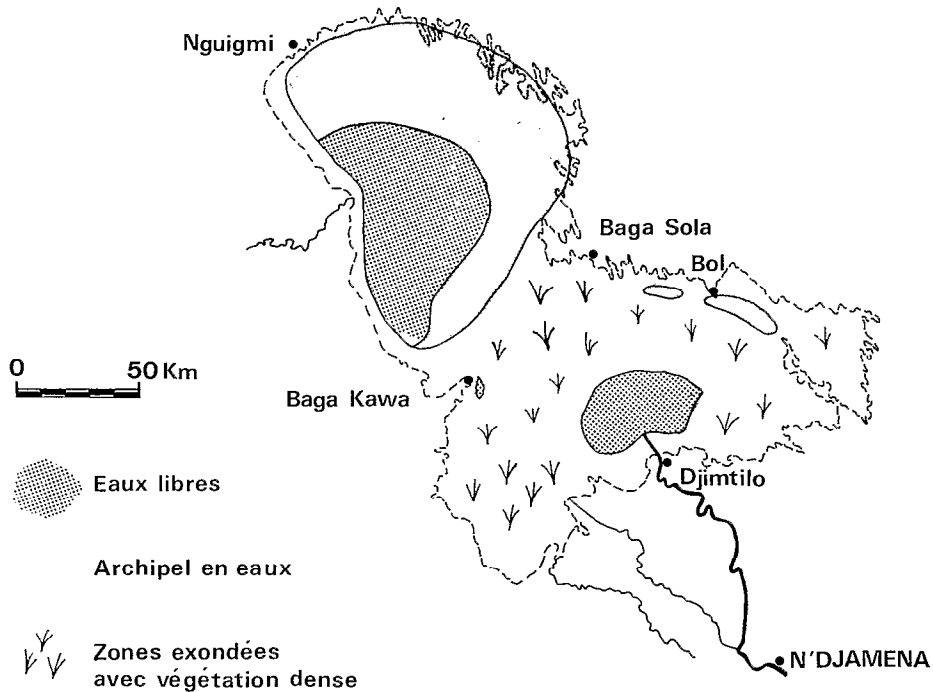 Nguigmi
Baga Sola
Bol
0 50 Km
Baga Kawa
Eaux libres
Djimtilo
Archipel en eaux
Zones exondées
avec végétation dense
N'DJAMENA